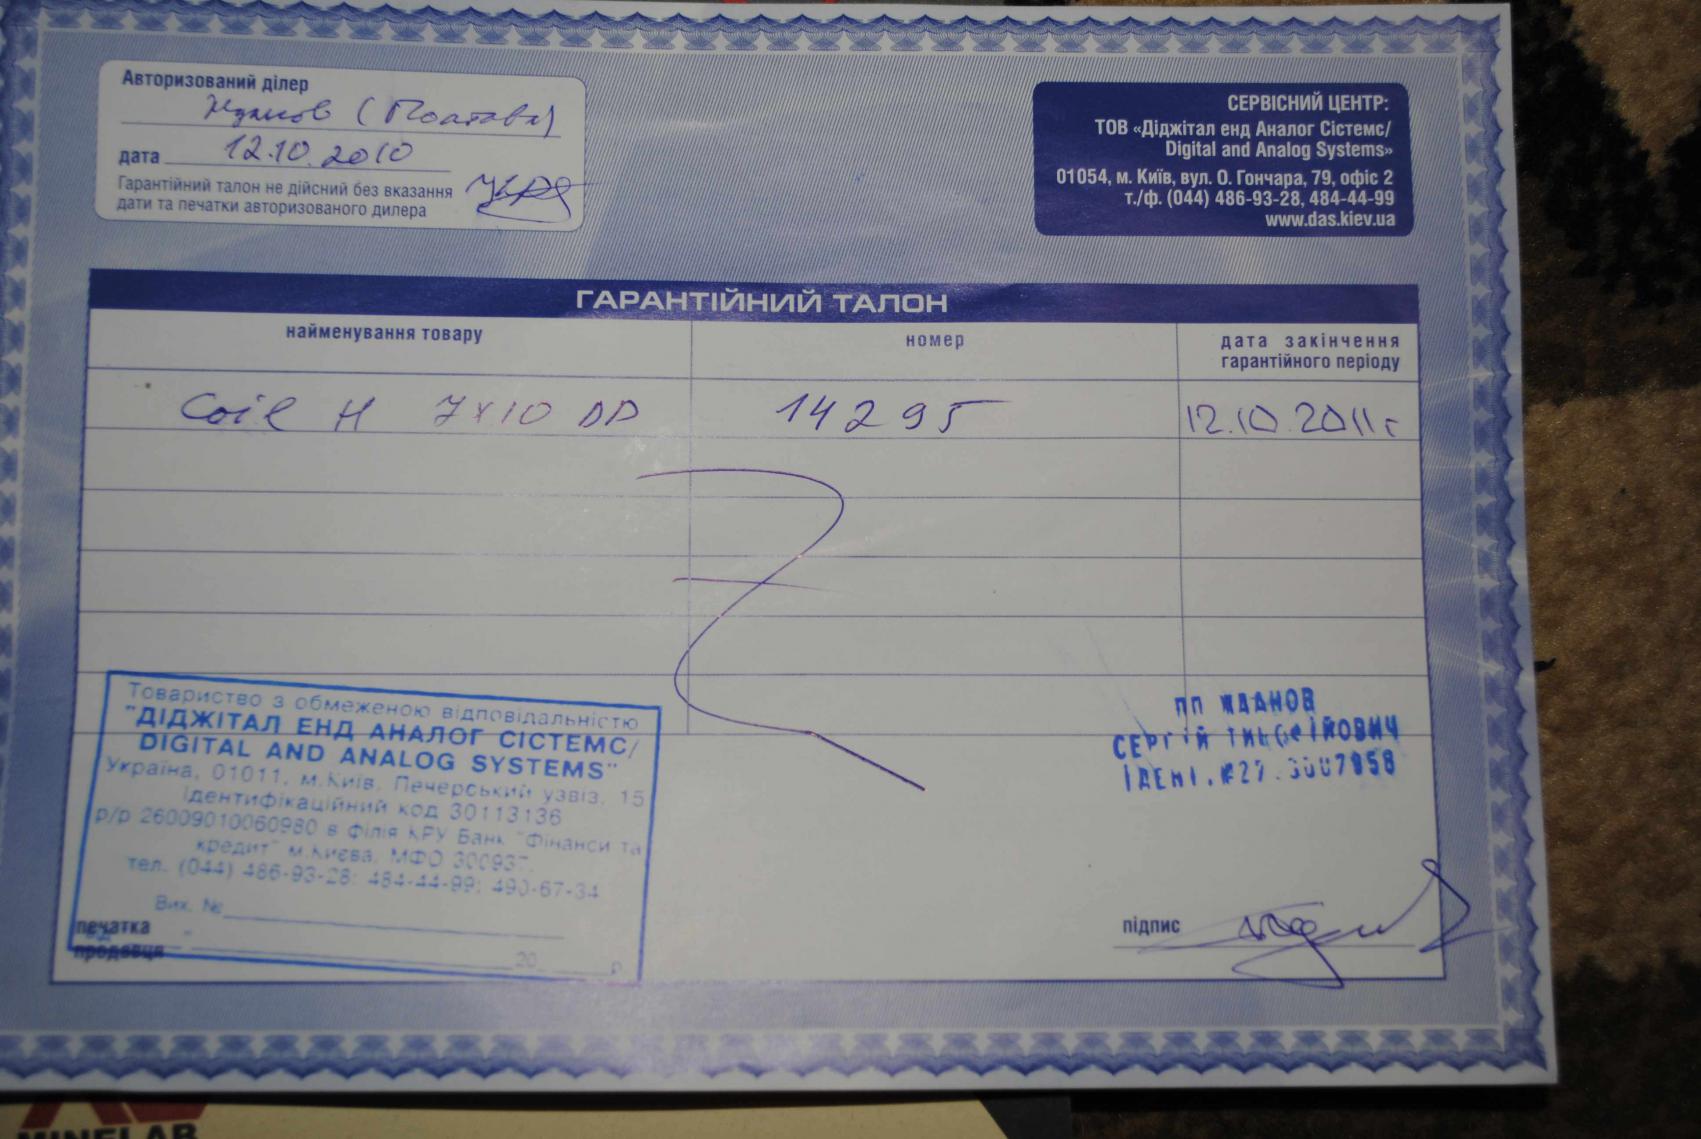 Авторизований ділер
Жданов (Полтава)
дата 12.10.2010
Гарантійний талон не дійсний без вказання
дати та печатки авторизованого дилера
СЕРВІСНИЙ ЦЕНТР:
ТОВ «Діджітал енд Аналог Сістемс/
Digital and Analog Systems»
01054, м. Київ, вул. О. Гончара, 79, офіс 2
т./ф. (044) 486-93-28, 484-44-99
www.das.kiev.ua
ГАРАНТІЙНИЙ ТАЛОН
найменування товару
номер
дата закінчення
гарантійного періоду
Coil H 7x10 DD
14295
12.10.2011г
Товариство з обмеженою відповідальністю
"ДІДЖІТАЛ ЕНД АНАЛОГ СІСТЕМС/
DIGITAL AND ANALOG SYSTEMS"
Україна, 01011, м.Київ, Печерський узвіз, 15
Ідентифікаційний код 30113136
р/р 26009010060980 в філія КРУ Банк "Фінанси та
кредит" м.Києва, МФО 300937,
тел. (044) 486-93-28; 484-44-99; 490-67-34
Вих. №
печатка
продавця
20 р.
ПП ЖДАНОВ
СЕРГІЙ
ІДЕНТ.
підпис
MINELAB